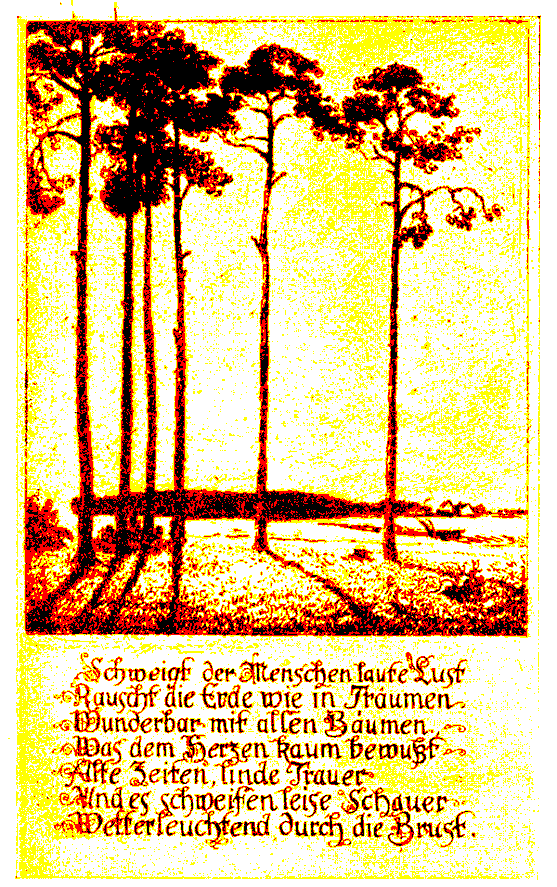 Schweigt der Menschen laute Lust
Rauscht die Erde wie in Träumen
Wunderbar mit allen Bäumen
Was dem Herzen kaum bewußt
Alte Zeiten, linde Trauer
Und es schweifen leise Schauer
Wetterleuchtend durch die Brust.